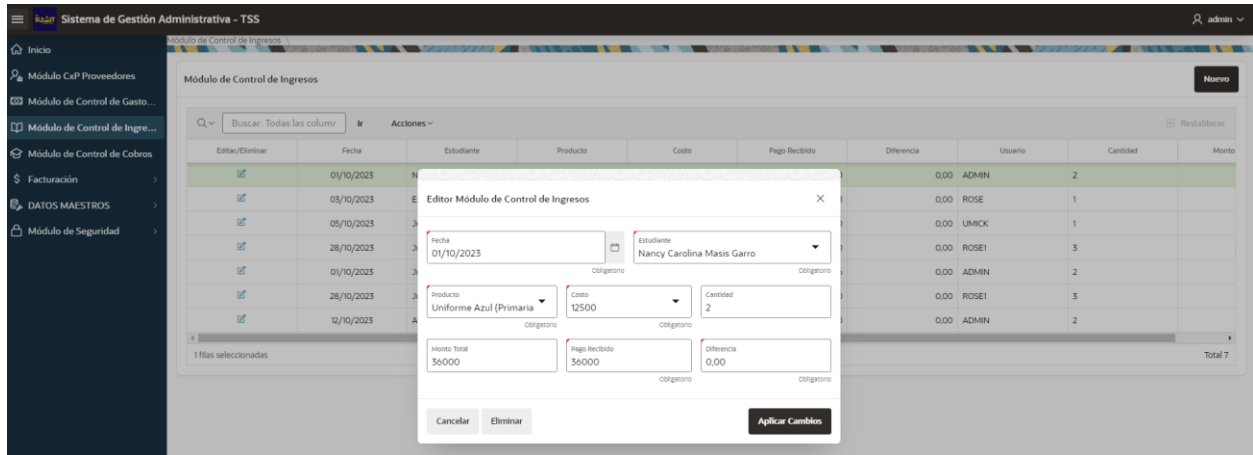 Sistema de Gestión Administrativa - TSS
admin
Inicio
Módulo CxP Proveedores
Módulo de Control de Gasto...
Módulo de Control de Ingre...
Módulo de Control de Cobros
Facturación
DATOS MAESTROS
Módulo de Seguridad
Módulo de Control de Ingresos \
Módulo de Control de Ingresos
Nuevo
Buscar: Todas las column
Ir
Acciones
Restablecer
Editar/Eliminar Fecha Estudiante Producto Costo Pago Recibido Diferencia Usuario Cantidad Monto
01/10/2023 N 0,00 ADMIN 2
03/10/2023 E 0,00 ROSE 1
05/10/2023 0,00 UMICK 1
28/10/2023 0,00 ROSE1 3
01/10/2023 0,00 ADMIN 2
28/10/2023 0,00 ROSE1 3
12/10/2023 A 0,00 ADMIN 2
1 filas seleccionadas
Total 7
Editor Módulo de Control de Ingresos
Fecha
01/10/2023
Obligatorio
Estudiante
Nancy Carolina Masis Garro
Obligatorio
Producto
Uniforme Azul (Primaria
Obligatorio
Costo
12500
Obligatorio
Cantidad
2
Monto Total
36000
Pago Recibido
36000
Obligatorio
Diferencia
0,00
Obligatorio
Cancelar
Eliminar
Aplicar Cambios